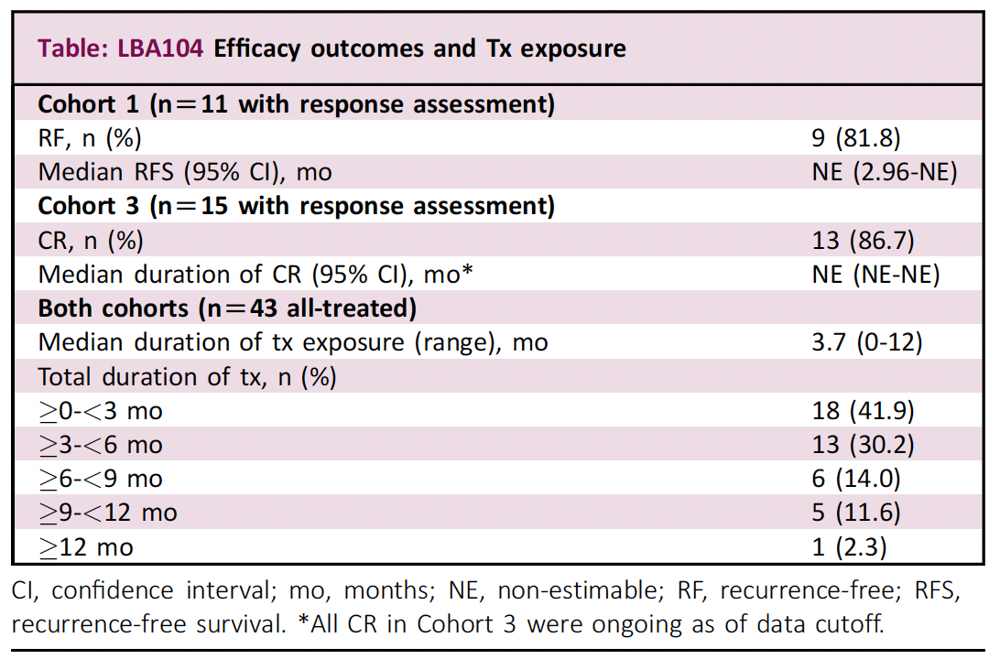 Table: LBA104 Efficacy outcomes and Tx exposure
Cohort 1 (n=11 with response assessment)
RF, n (%) 9 (81.8)
Median RFS (95% CI), mo NE (2.96-NE)
Cohort 3 (n=15 with response assessment)
CR, n (%) 13 (86.7)
Median duration of CR (95% CI), mo* NE (NE-NE)
Both cohorts (n=43 all-treated)
Median duration of tx exposure (range), mo 3.7 (0-12)
Total duration of tx, n (%)
≥0-<3 mo 18 (41.9)
≥3-<6 mo 13 (30.2)
≥6-<9 mo 6 (14.0)
≥9-<12 mo 5 (11.6)
≥12 mo 1 (2.3)
CI, confidence interval; mo, months; NE, non-estimable; RF, recurrence-free; RFS,
recurrence-free survival. *All CR in Cohort 3 were ongoing as of data cutoff.